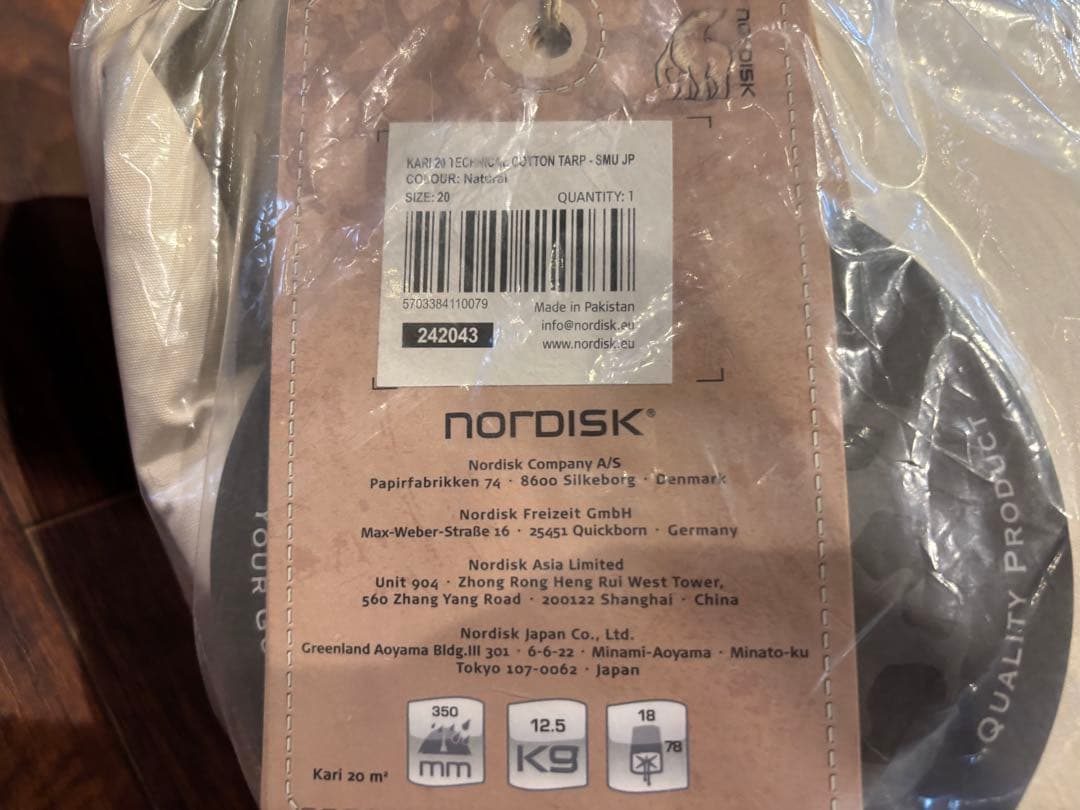 nordisk
KARI 20 TECHNICAL COTTON TARP - SMU JP
COLOUR: Natural
SIZE: 20 QUANTITY: 1
5703384110079
Made in Pakistan
242043
info@nordisk.eu
www.nordisk.eu
nordisk®
Nordisk Company A/S
Papirfabrikken 74 · 8600 Silkeborg · Denmark
Nordisk Freizeit GmbH
Max-Weber-Straße 16 · 25451 Quickborn · Germany
Nordisk Asia Limited
Unit 904 · Zhong Rong Heng Rui West Tower,
560 Zhang Yang Road · 200122 Shanghai · China
Nordisk Japan Co., Ltd.
Greenland Aoyama Bldg.III 301 · 6-6-22 · Minami-Aoyama · Minato-ku
Tokyo 107-0062 · Japan
Kari 20 m²
350
mm
12.5
KG
18
78
YOUR
QUALITY PRODUCT